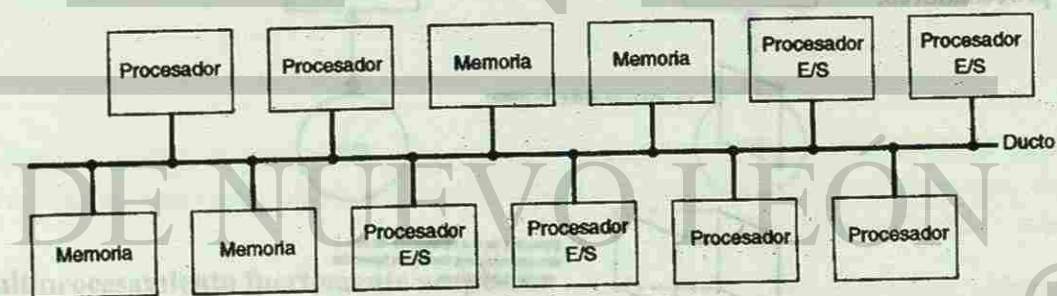 Procesador
Procesador
Memoria
Memoria
Procesador
E/S
Procesador
E/S
Ducto
DE NUEVO LEÓN
Memoria
Memoria
Procesador
E/S
Procesador
E/S
Procesador
Procesador